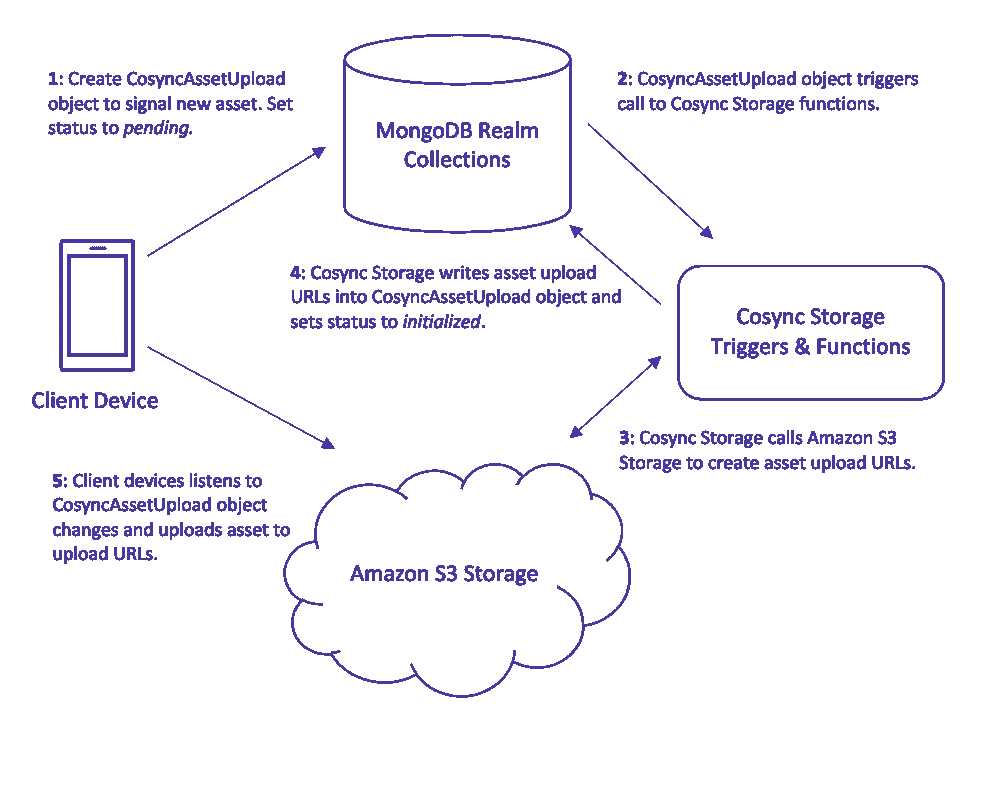 1: Create CosyncAssetUpload
object to signal new asset. Set
status to pending.
MongoDB Realm
Collections
2: CosyncAssetUpload object triggers
call to Cosync Storage functions.
4: Cosync Storage writes asset upload
URLs into CosyncAssetUpload object and
sets status to initialized.
Cosync Storage
Triggers & Functions
Client Device
3: Cosync Storage calls Amazon S3
Storage to create asset upload URLs.
5: Client devices listens to
CosyncAssetUpload object
changes and uploads asset to
upload URLs.
Amazon S3 Storage